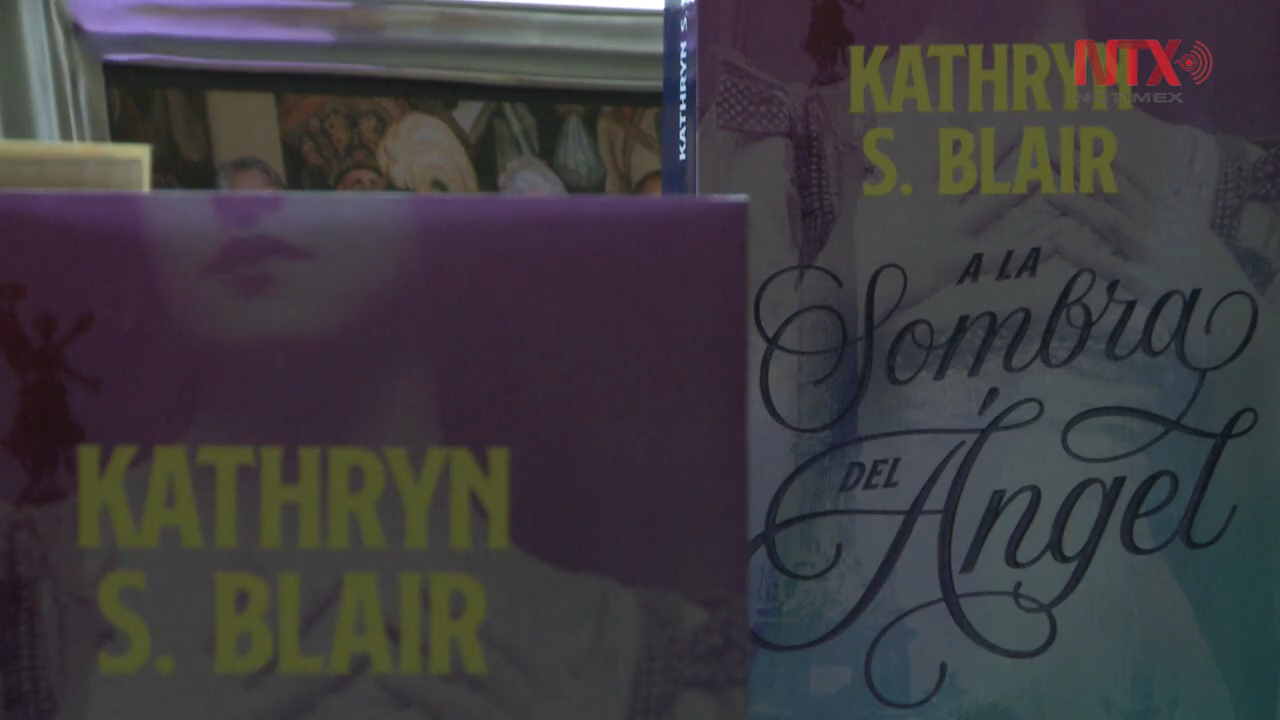 KATHRYN
S. BLAIR
KATHRYN S.
KATHRYN
S. BLAIR
A LA
Sombra
DEL
Ángel
NTX
NOTIMEX